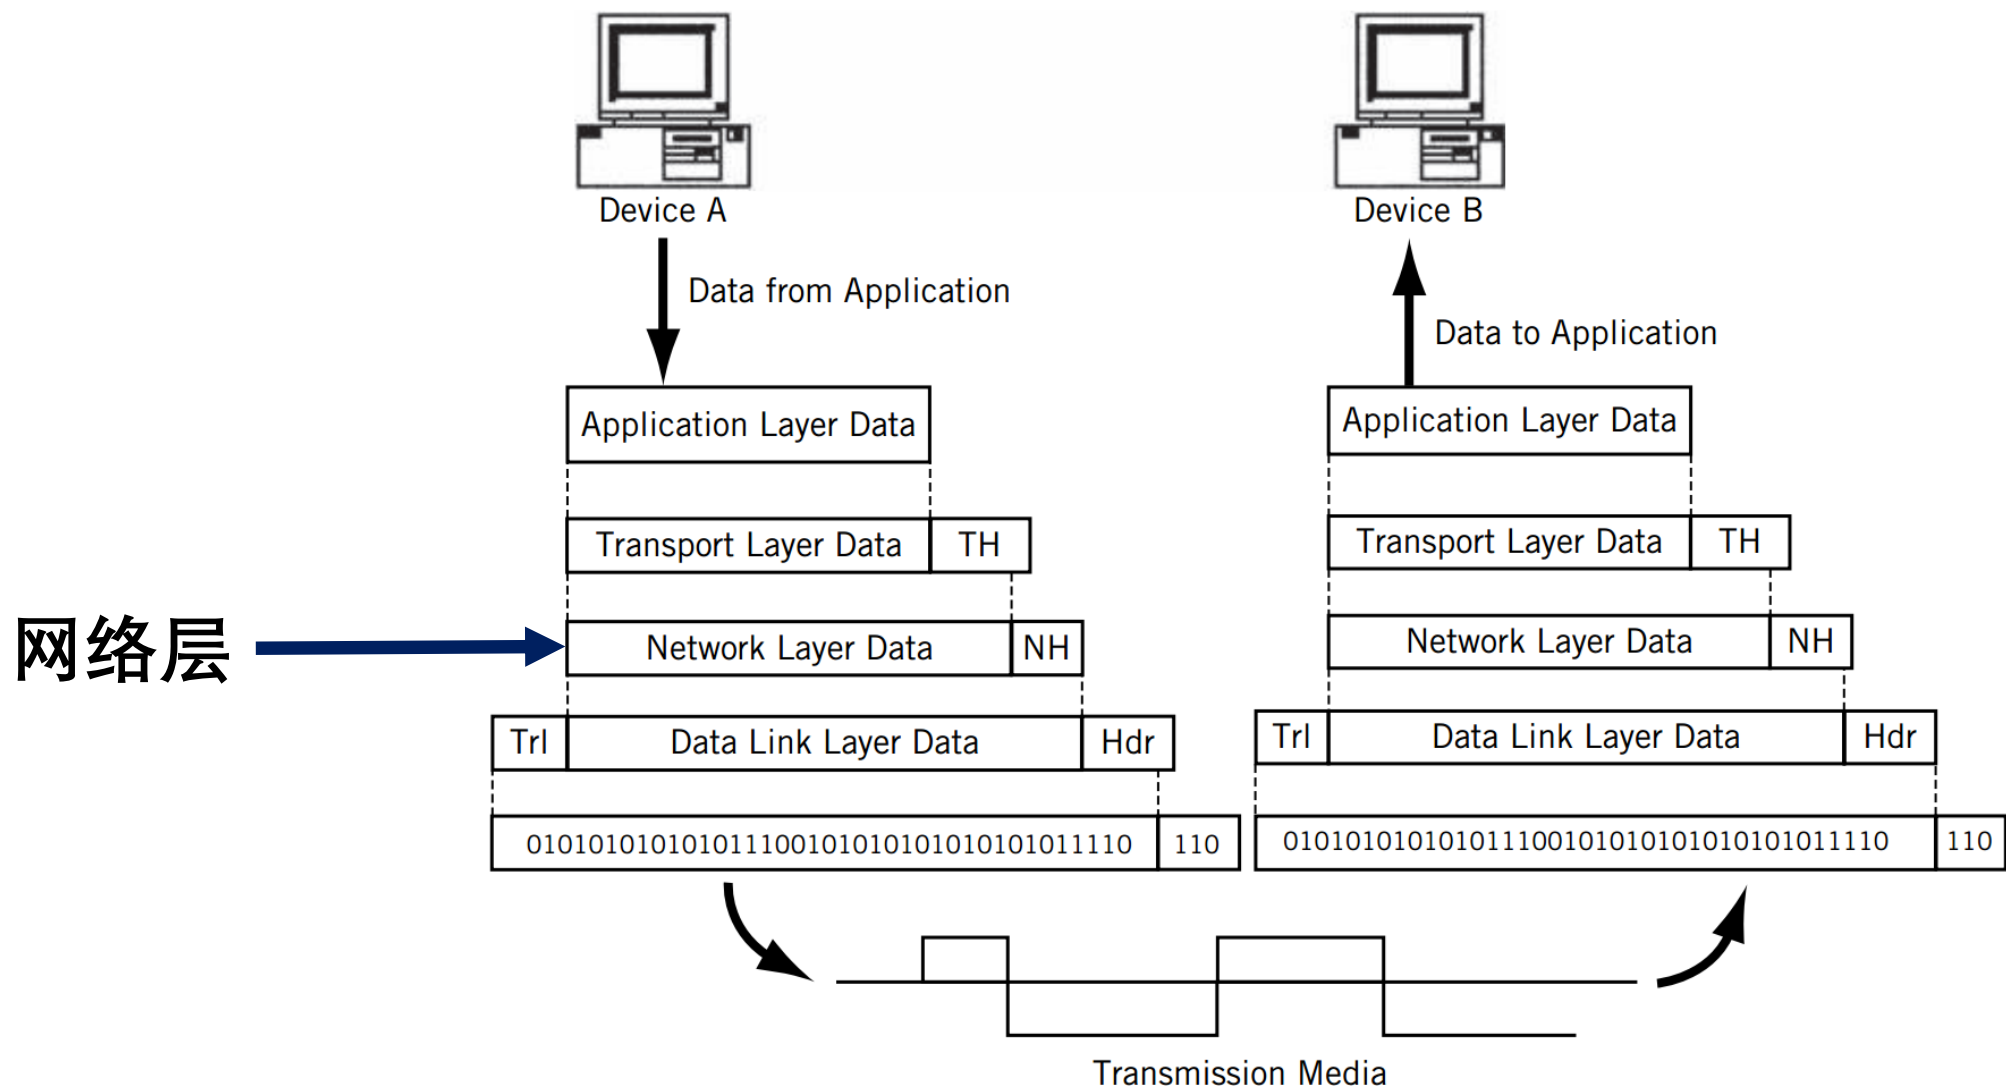 Device A
Device B
Data from Application
Data to Application
Application Layer Data
Application Layer Data
Transport Layer Data TH
Transport Layer Data TH
网络层
Network Layer Data NH
Network Layer Data NH
Trl Data Link Layer Data Hdr
Trl Data Link Layer Data Hdr
010101010101011100101010101010101011110 110
010101010101011100101010101010101011110 110
Transmission Media